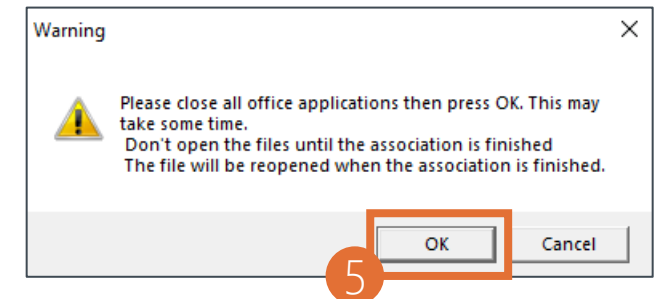 Warning
Please close all office applications then press OK. This may
take some time.
Don't open the files until the association is finished
The file will be reopened when the association is finished.
OK
Cancel
5